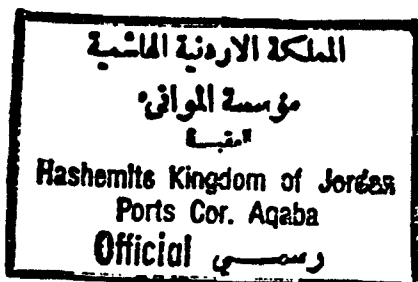 المملكة الاردنية الهاشمية
مؤسسة الموانئ
العقبة
Hashemite Kingdom of Jordan
Ports Cor. Aqaba
Official رسمي